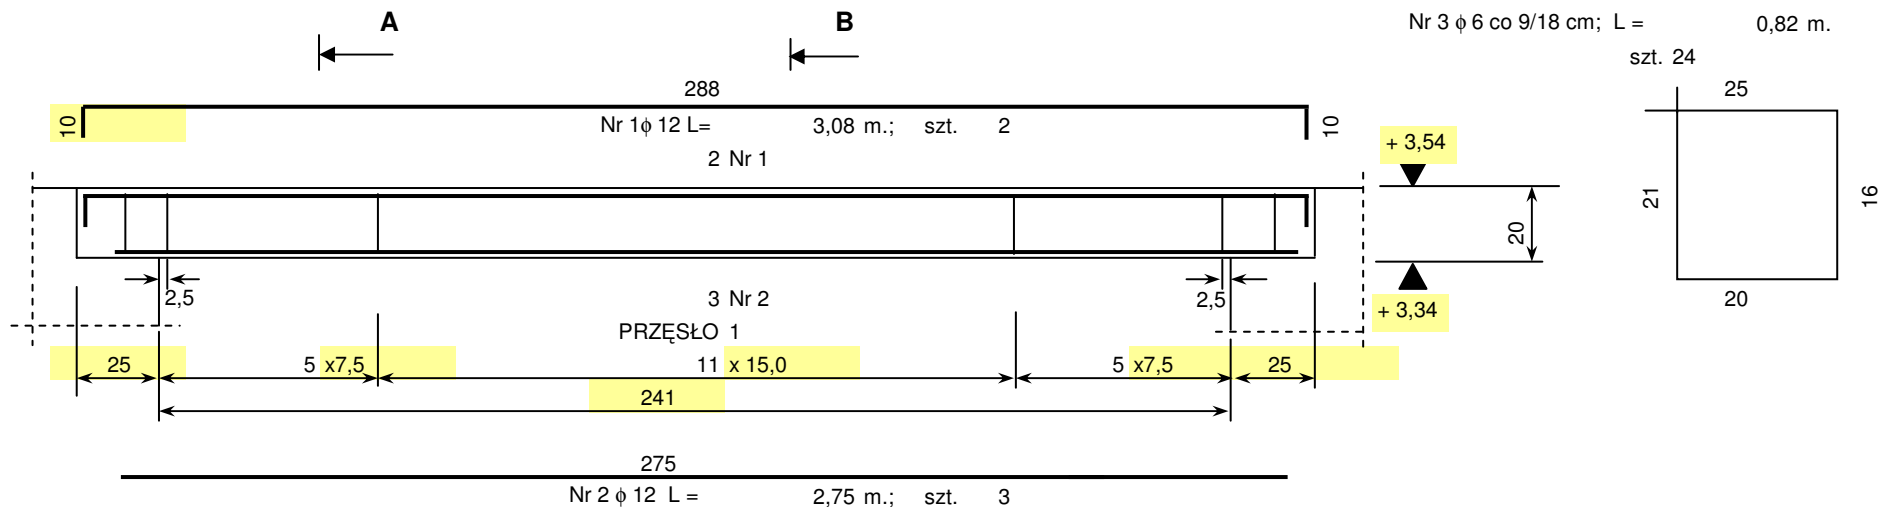 A B
Nr 3 ϕ 6 co 9/18 cm; L = 0,82 m.
szt. 24
288
25
10
Nr 1ϕ 12 L= 3,08 m.; szt. 2
10
2 Nr 1
+ 3,54
21
16
20
2,5
3 Nr 2
2,5
+ 3,34
20
PRZĘSŁO 1
25
5 x7,5
11 x 15,0
5 x7,5
25
241
275
Nr 2 ϕ 12 L = 2,75 m.; szt. 3